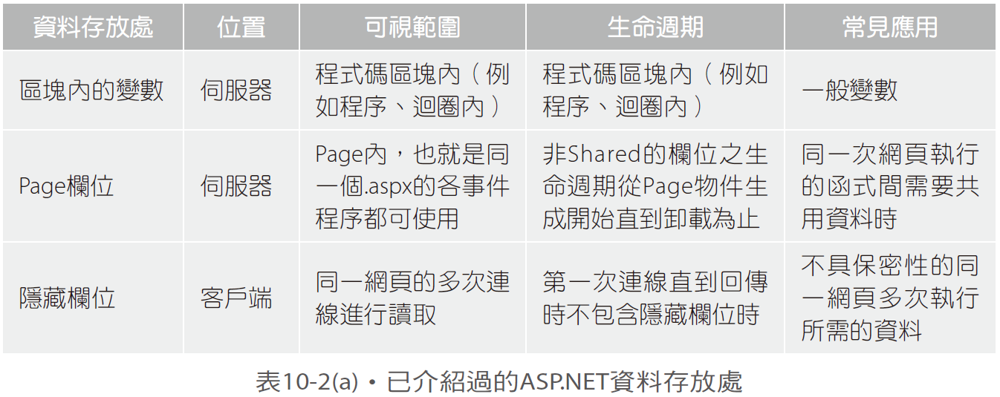 資料存放處 位置 可視範圍 生命週期 常見應用
區塊內的變數 伺服器 程式碼區塊內（例 程式碼區塊內（例如 一般變數
如程序、迴圈內） 程序、迴圈內）
Page欄位 伺服器 Page內，也就是同 非Shared的欄位之生 同一次網頁執行
一個.aspx的各事件 命週期從Page物件生 的函式間需要共
程序都可使用 成開始直到卸載為止 用資料時
隱藏欄位 客戶端 同一網頁的多次連 第一次連線直到回傳 不具保密性的同
線進行讀取 時不包含隱藏欄位時 一網頁多次執行
所需的資料
表10-2(a)・已介紹過的ASP.NET資料存放處